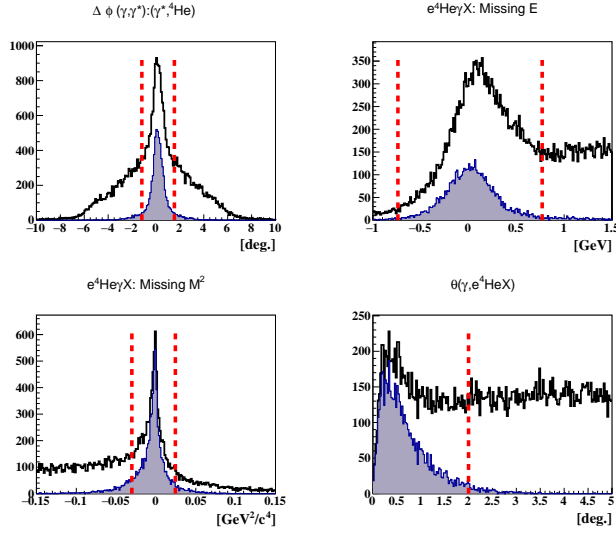 Δ ϕ (γ,γ*):(γ*,⁴He)
1000
800
600
400
200
0
−10 −8 −6 −4 −2 0 2 4 6 8 10
[deg.]
e⁴HeγX: Missing E
350
300
250
200
150
100
50
0
−1 −0.5 0 0.5 1 1.5
[GeV]
e⁴HeγX: Missing M²
700
600
500
400
300
200
100
0
−0.15 −0.1 −0.05 0 0.05 0.1 0.15
[GeV²/c⁴]
θ(γ,e⁴HeX)
250
200
150
100
50
0
0 0.5 1 1.5 2 2.5 3 3.5 4 4.5 5
[deg.]